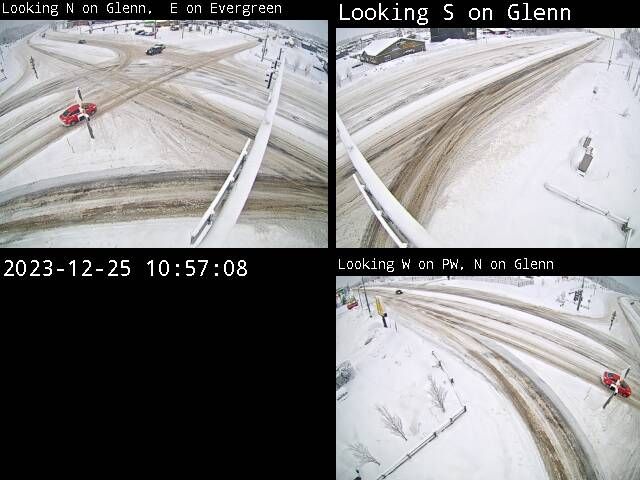 Looking N on Glenn,  E on Evergreen
Looking S on Glenn
2023-12-25 10:57:08
Looking W on PW, N on Glenn